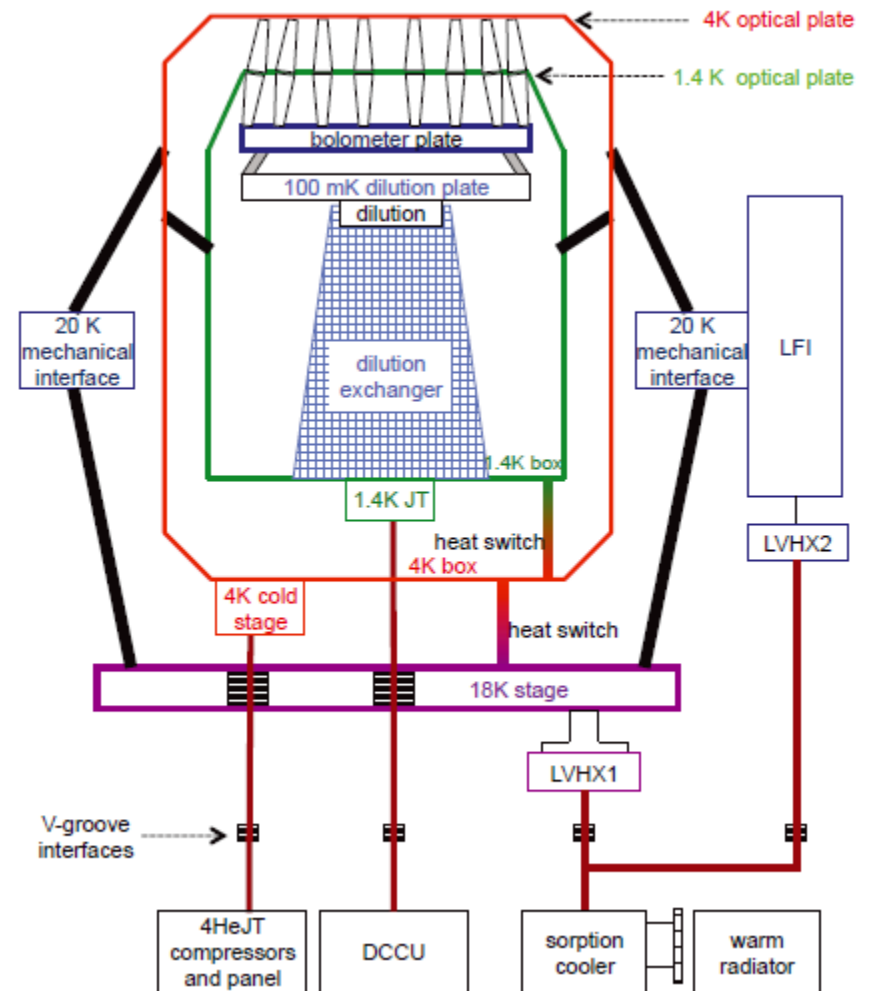 4K optical plate
1.4 K optical plate
bolometer plate
100 mK dilution plate
dilution
20 K
mechanical
interface
dilution
exchanger
20 K
mechanical
interface
LFI
1.4K box
1.4K JT
heat switch
4K box
LVHX2
4K cold
stage
heat switch
18K stage
LVHX1
V-groove
interfaces
4HeJT
compressors
and panel
DCCU
sorption
cooler
warm
radiator